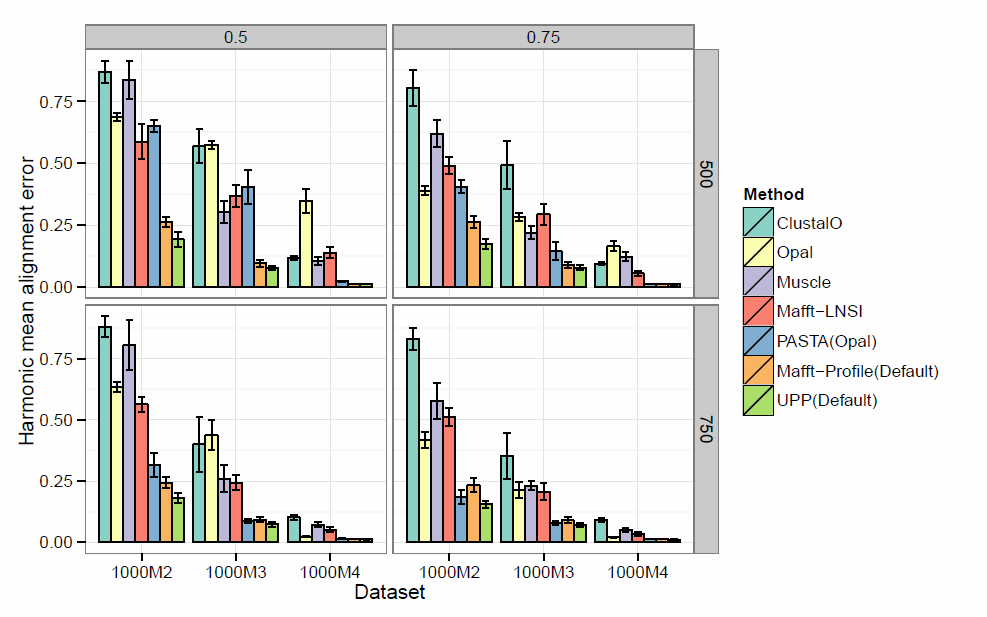 0.5
0.75
Harmonic mean alignment error
0.75
0.50
0.25
0.00
500
0.75
0.50
0.25
0.00
750
1000M2
1000M3
1000M4
1000M2
1000M3
1000M4
Dataset
Method
ClustalO
Opal
Muscle
Mafft−LNSI
PASTA(Opal)
Mafft−Profile(Default)
UPP(Default)